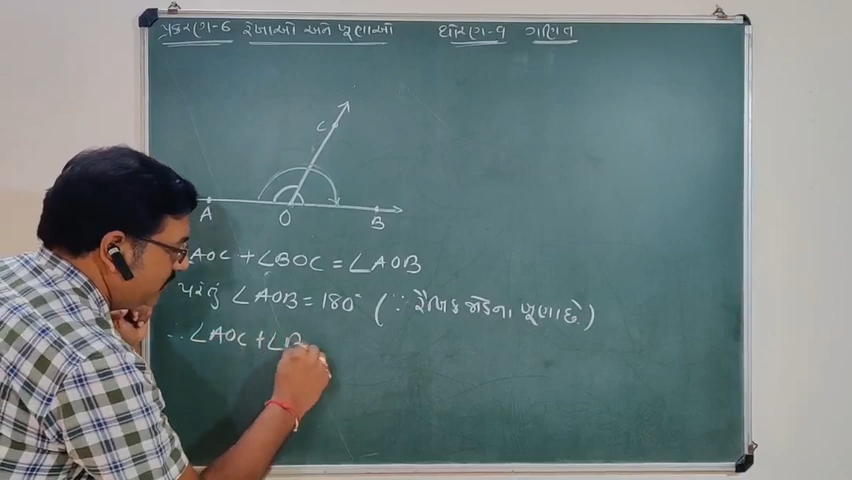 પ્રકરણ-6 રેખાઓ અને ખૂણાઓ ધોરણ-9 ગણિત
C
A O B
∠AOC + ∠BOC = ∠AOB
પરંતુ ∠AOB = 180° (∵ રૈખિક જોડના ખૂણા છે.)
∴ ∠AOC + ∠B